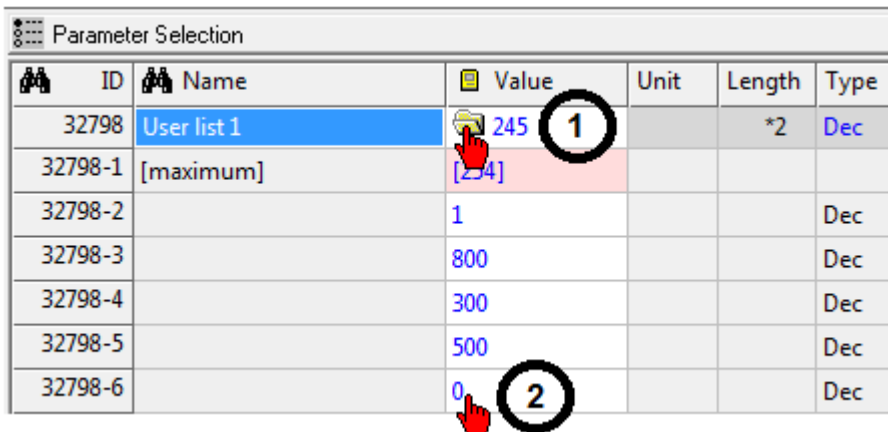 Parameter Selection
ID Name Value Unit Length Type
32798 User list 1 245 1 *2 Dec
32798-1 [maximum] [254]
32798-2 1 Dec
32798-3 800 Dec
32798-4 300 Dec
32798-5 500 Dec
32798-6 0 2 Dec